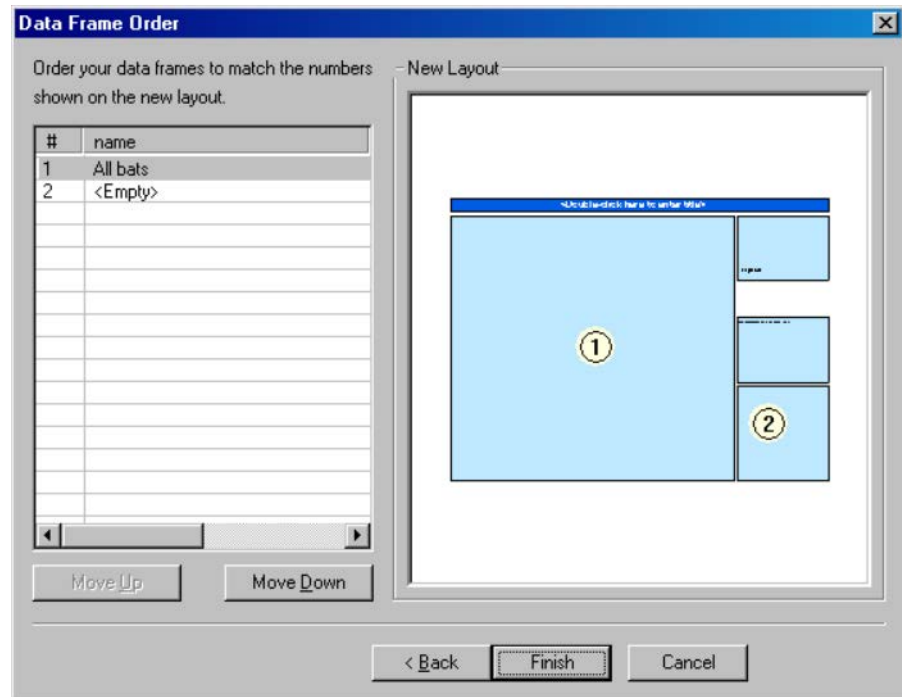 Data Frame Order
Order your data frames to match the numbers
shown on the new layout.
# name
1 All bats
2 <Empty>
Move Up
Move Down
New Layout
<Double-click here to enter title>
1
2
< Back
Finish
Cancel